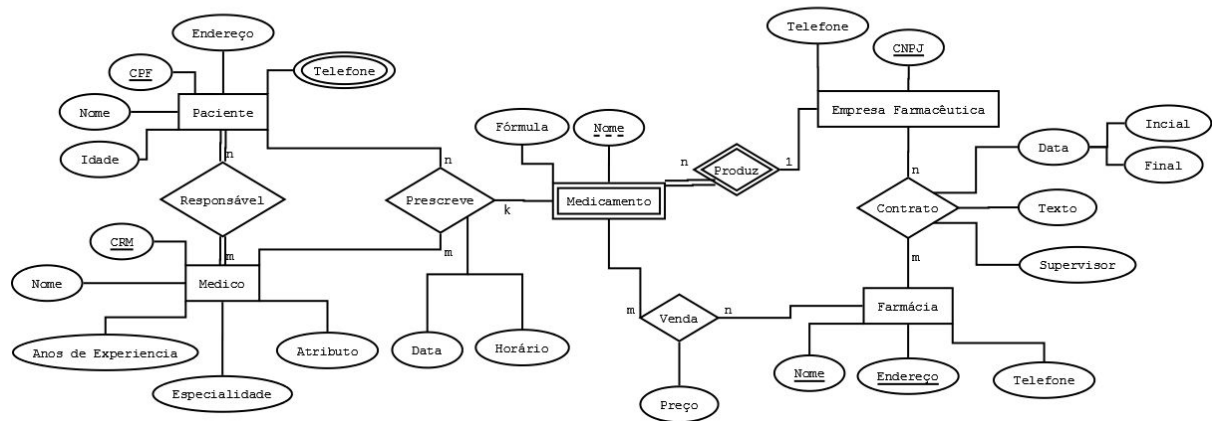 Endereço
Telefone
CNPJ
CPF
Telefone
Nome
Paciente
Fórmula
Nome
Empresa Farmacêutica
Incial
Data
Idade
n
n
n
Produz
1
Final
n
Responsável
Prescreve
k
Medicamento
Contrato
Texto
CRM
m
m
m
Supervisor
Nome
Medico
Farmácia
m
Venda
n
Anos de Experiencia
Atributo
Data
Horário
Nome
Endereço
Telefone
Especialidade
Preço